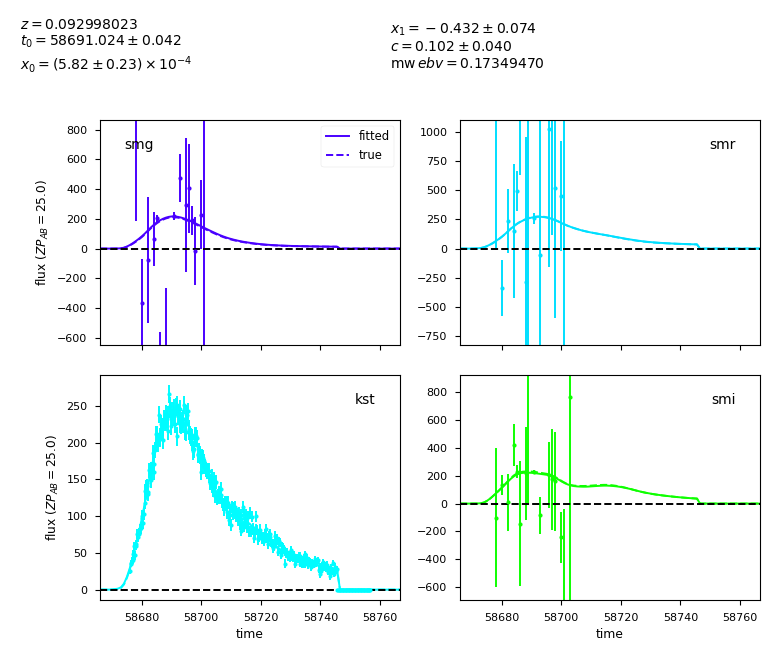 z = 0.092998023
t₀ = 58691.024 ± 0.042
x₀ = (5.82 ± 0.23) × 10⁻⁴
x₁ = −0.432 ± 0.074
c = 0.102 ± 0.040
mw ebv = 0.17349470
flux (ZP_AB = 25.0)
800
600
400
200
0
−200
−400
−600
smg
fitted
true
1000
750
500
250
0
−250
−500
−750
smr
flux (ZP_AB = 25.0)
250
200
150
100
50
0
kst
58680
58700
58720
58740
58760
time
800
600
400
200
0
−200
−400
−600
smi
58680
58700
58720
58740
58760
time